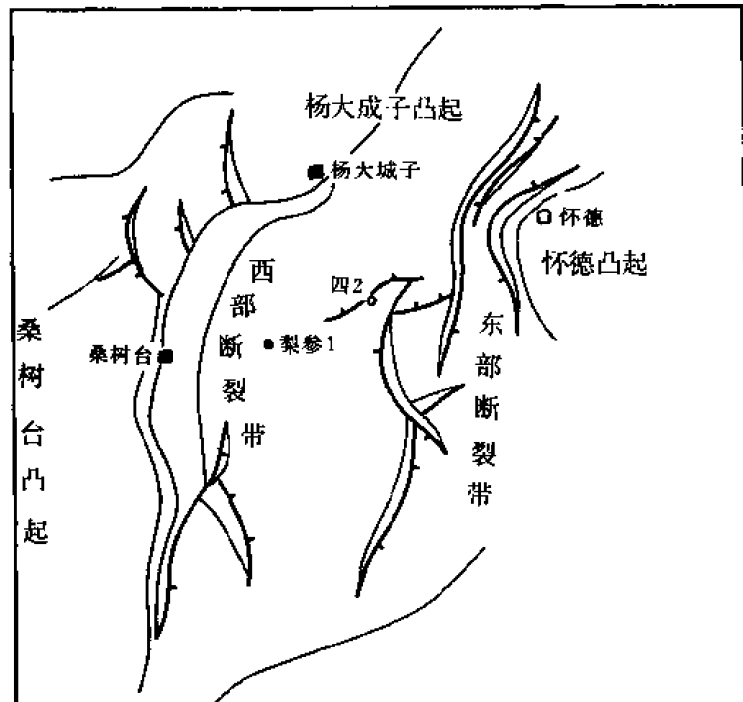 杨大成子凸起
杨大城子
怀德
怀德凸起
西部断裂带
四2
梨参1
桑树台
桑树台凸起
东部断裂带